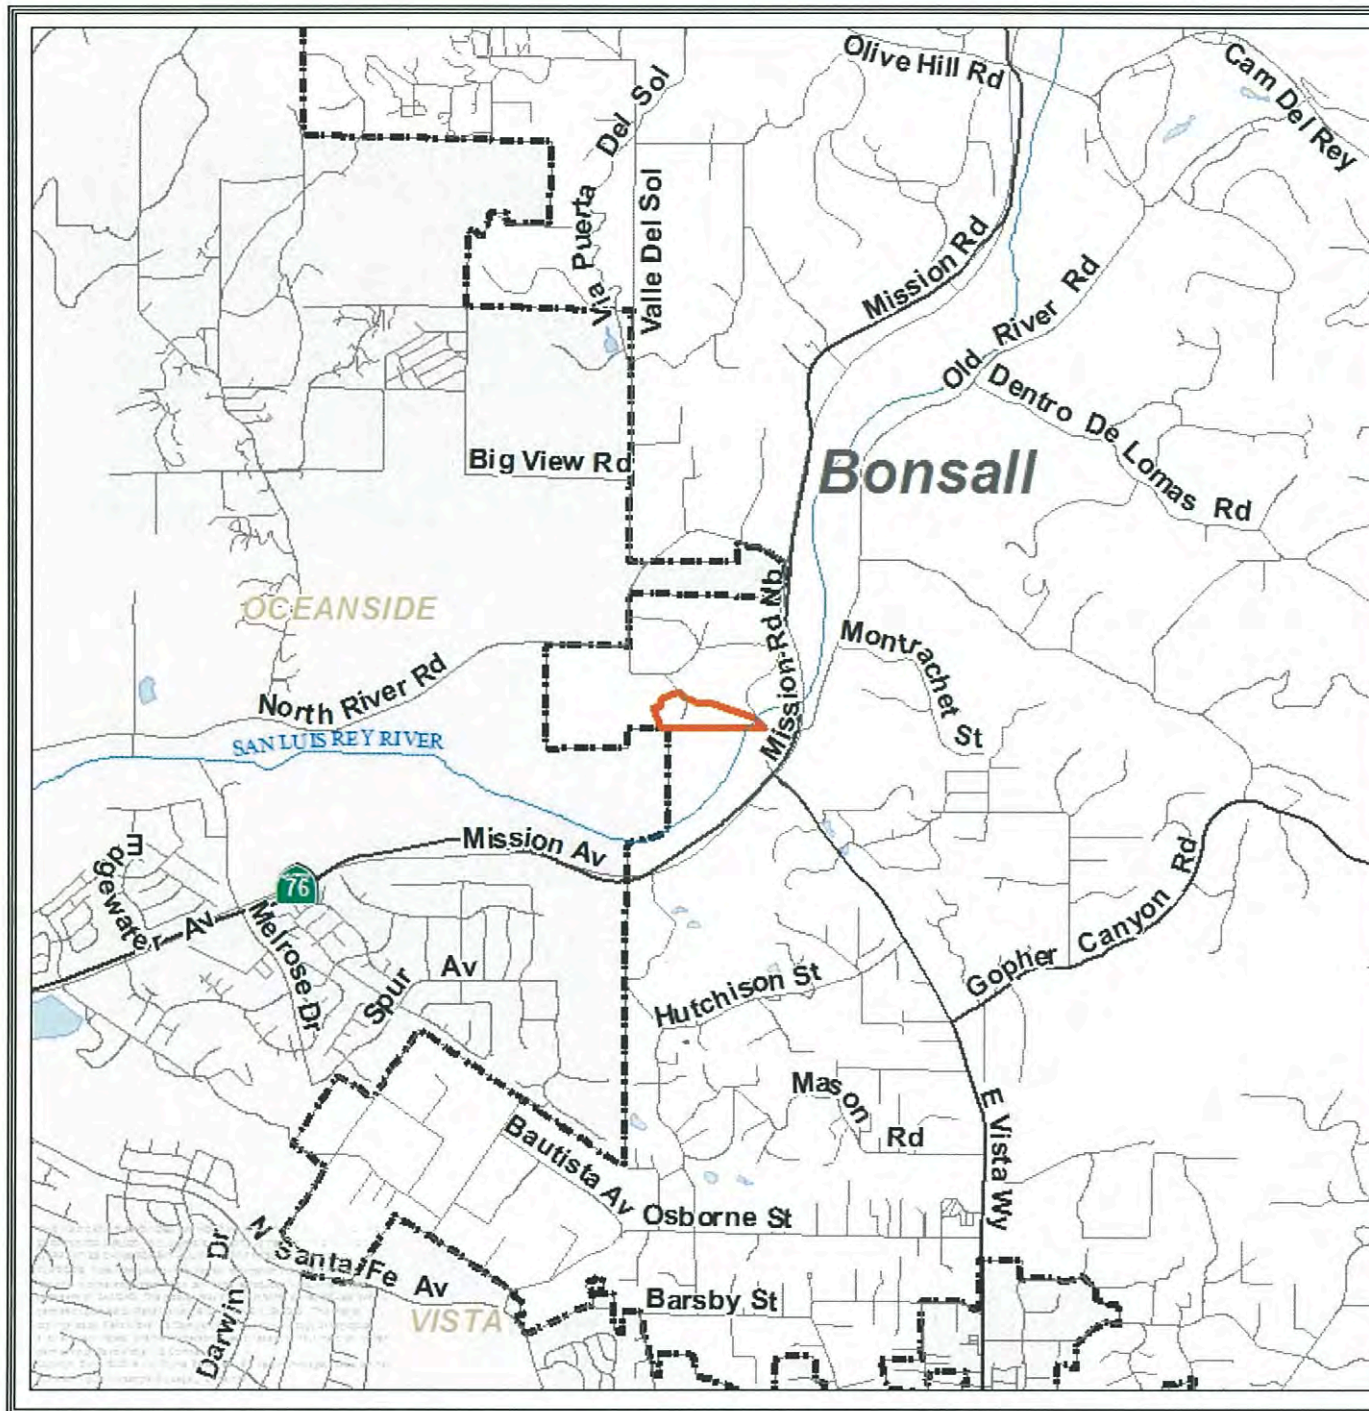 Olive Hill Rd
Cam Del Rey
Via Puerta Del Sol
Valle Del Sol
Mission Rd
Old River Rd
Dentro De Lomas Rd
Big View Rd
Bonsall
OCEANSIDE
Mission Rd Nb
Montrachet St
North River Rd
SAN LUIS REY RIVER
Mission Av
76
Edgewater Av
Melrose Dr
Spur Av
Gopher Canyon Rd
Hutchison St
Mason Rd
E Vista Wy
Bautista Av
Osborne St
N Santa Fe Av
Darwin Dr
Barsby St
VISTA